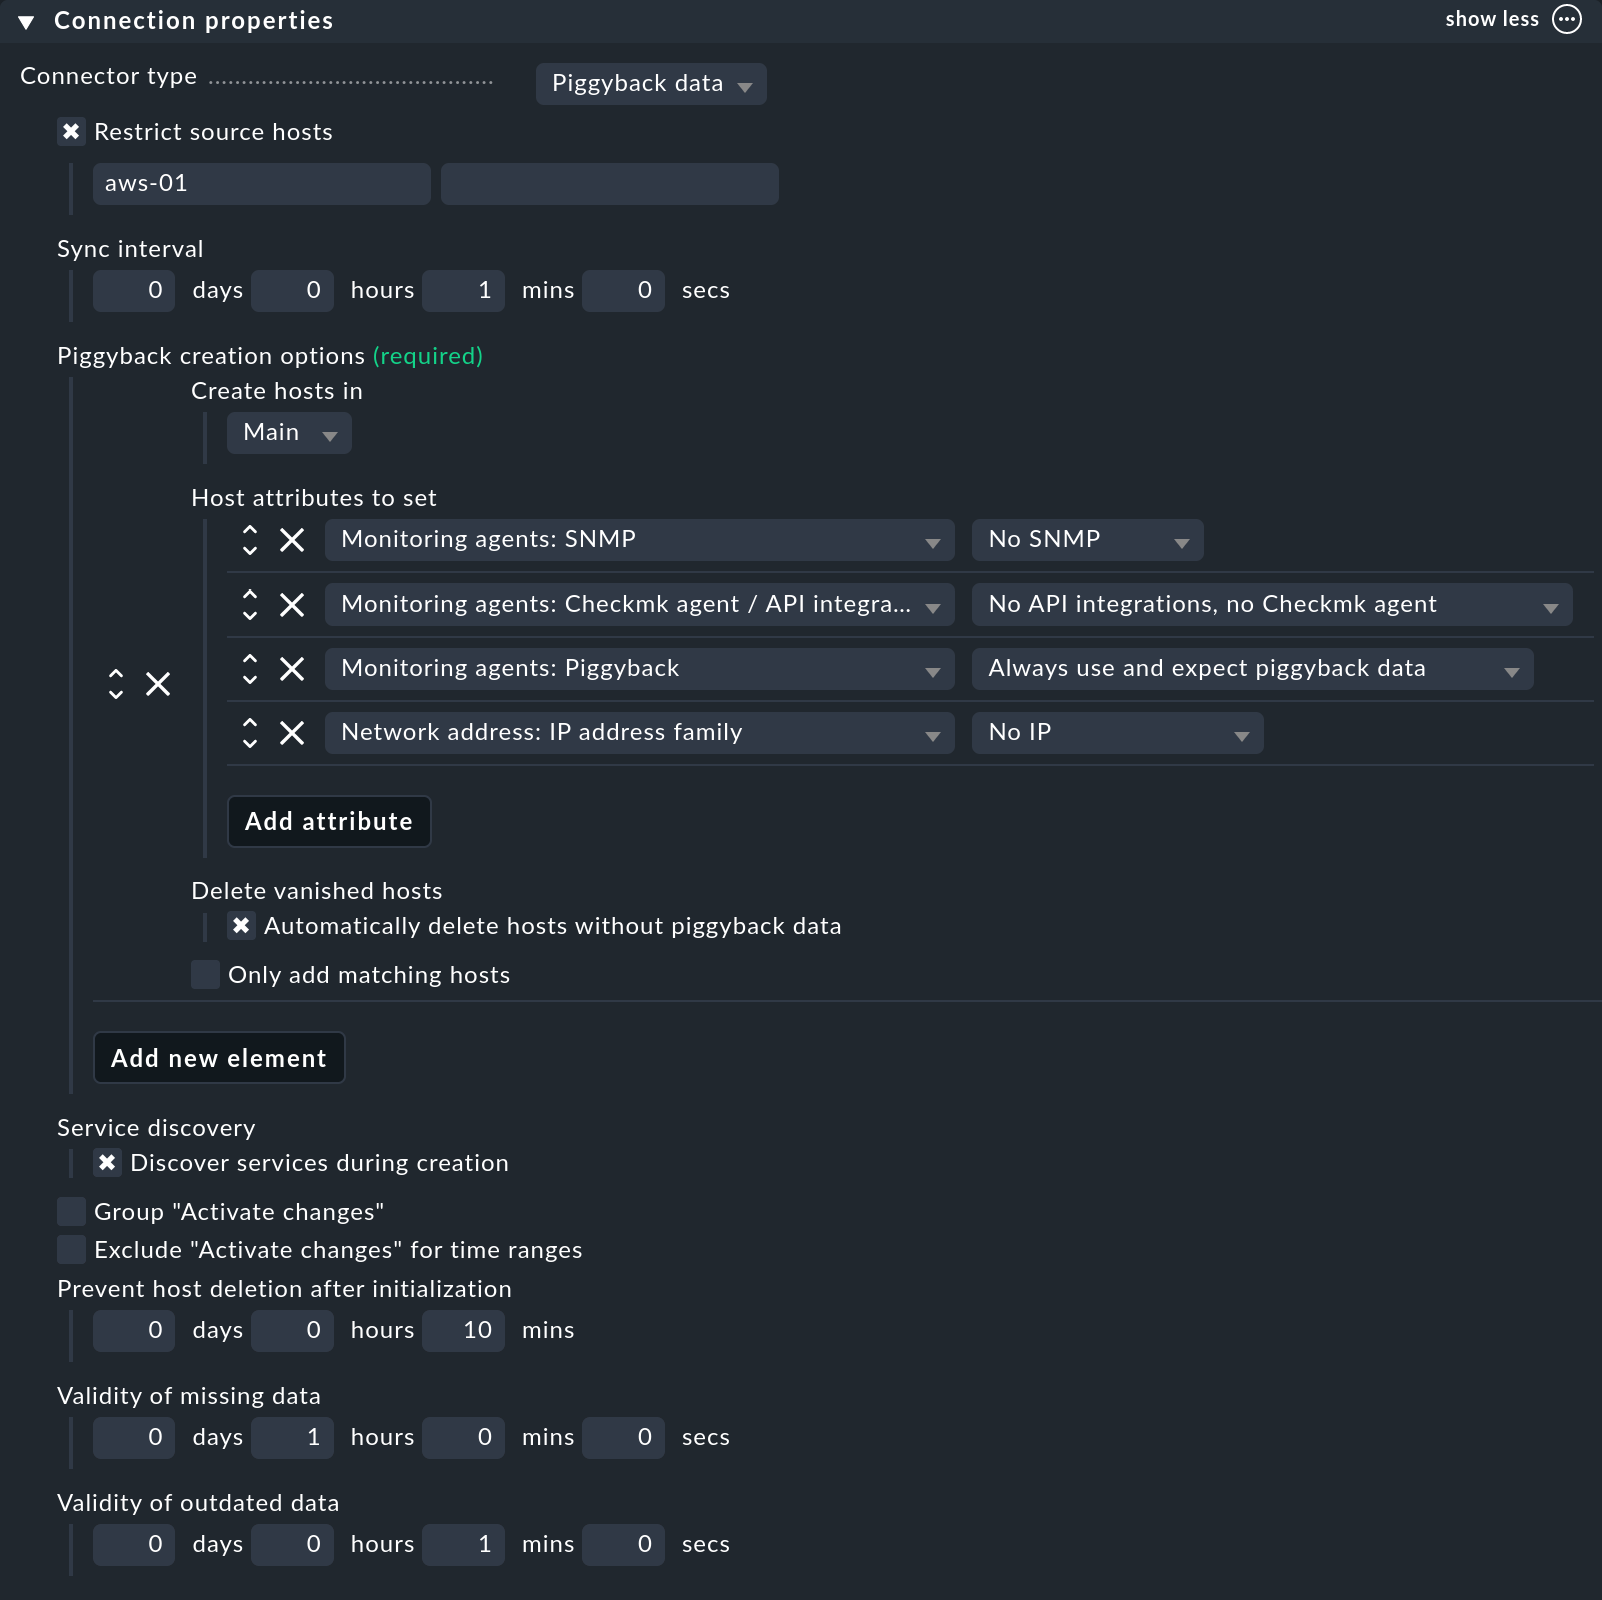 Connection properties
show less
Connector type
Piggyback data
Restrict source hosts
aws-01
Sync interval
0 days 0 hours 1 mins 0 secs
Piggyback creation options (required)
Create hosts in
Main
Host attributes to set
Monitoring agents: SNMP No SNMP
Monitoring agents: Checkmk agent / API integra... No API integrations, no Checkmk agent
Monitoring agents: Piggyback Always use and expect piggyback data
Network address: IP address family No IP
Add attribute
Delete vanished hosts
Automatically delete hosts without piggyback data
Only add matching hosts
Add new element
Service discovery
Discover services during creation
Group "Activate changes"
Exclude "Activate changes" for time ranges
Prevent host deletion after initialization
0 days 0 hours 10 mins
Validity of missing data
0 days 1 hours 0 mins 0 secs
Validity of outdated data
0 days 0 hours 1 mins 0 secs